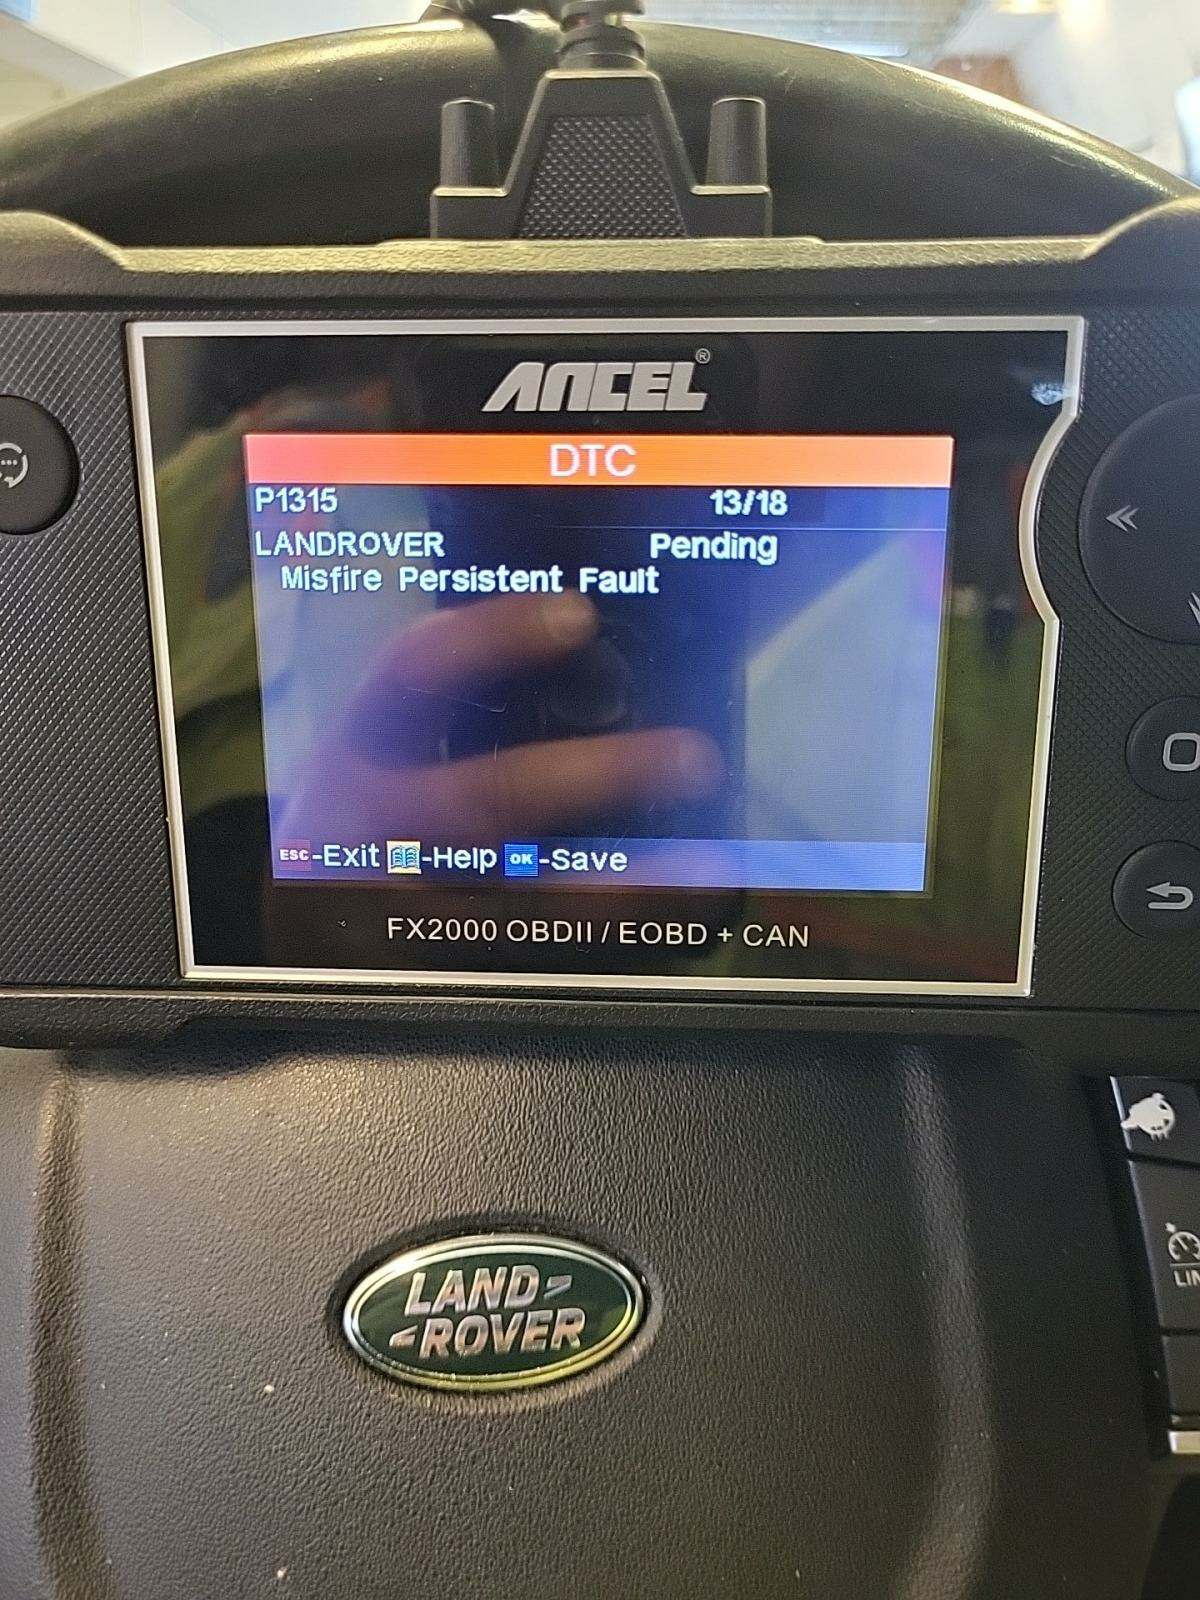 ANCEL®
DTC
P1315 13/18
LANDROVER Pending
Misfire Persistent Fault
ESC-Exit -Help OK-Save
FX2000 OBDII / EOBD + CAN
LAND
ROVER